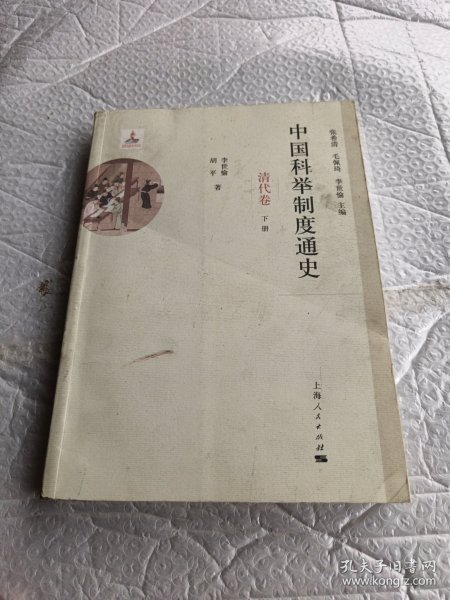 张希清 毛佩琦 李世愉 主编
中国科举制度通史
清代卷 下册
李世愉
胡平 著
上海人民出版社
孔夫子旧书网
www.kongfz.com